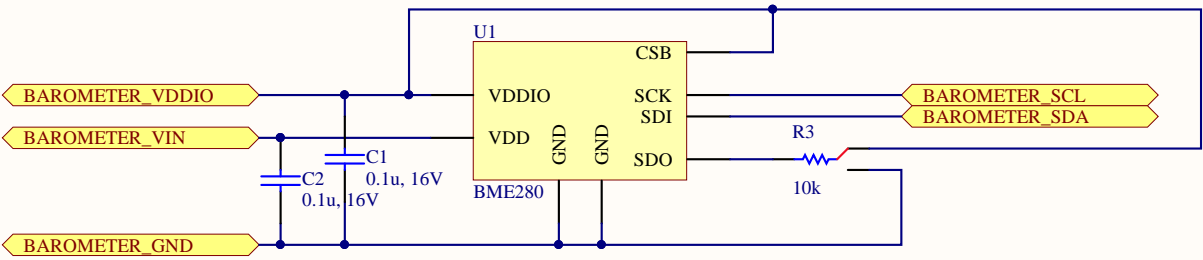 U1
CSB
BAROMETER_VDDIO
VDDIO
SCK
BAROMETER_SCL
SDI
BAROMETER_SDA
BAROMETER_VIN
VDD
GND
GND
R3
C1
0.1u, 16V
SDO
C2
0.1u, 16V
BME280
10k
BAROMETER_GND